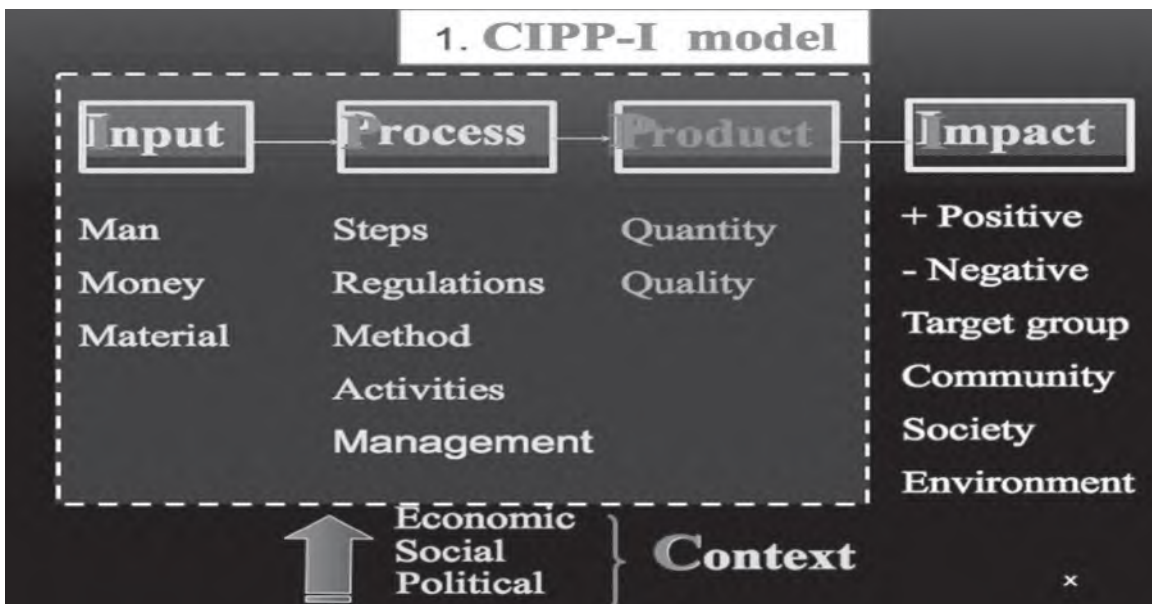 1. CIPP-I model
Input
Process
Product
Impact
Man
Money
Material
Steps
Regulations
Method
Activities
Management
Quantity
Quality
+ Positive
- Negative
Target group
Community
Society
Environment
Economic
Social
Political
Context
×